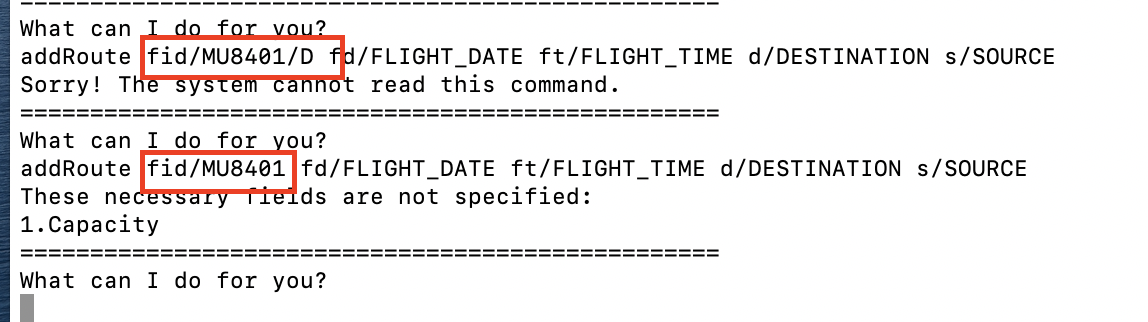 ============================================================
What can I do for you?
addRoute fid/MU8401/D fd/FLIGHT_DATE ft/FLIGHT_TIME d/DESTINATION s/SOURCE
Sorry! The system cannot read this command.
============================================================
What can I do for you?
addRoute fid/MU8401 fd/FLIGHT_DATE ft/FLIGHT_TIME d/DESTINATION s/SOURCE
These necessary fields are not specified:
1.Capacity
============================================================
What can I do for you?